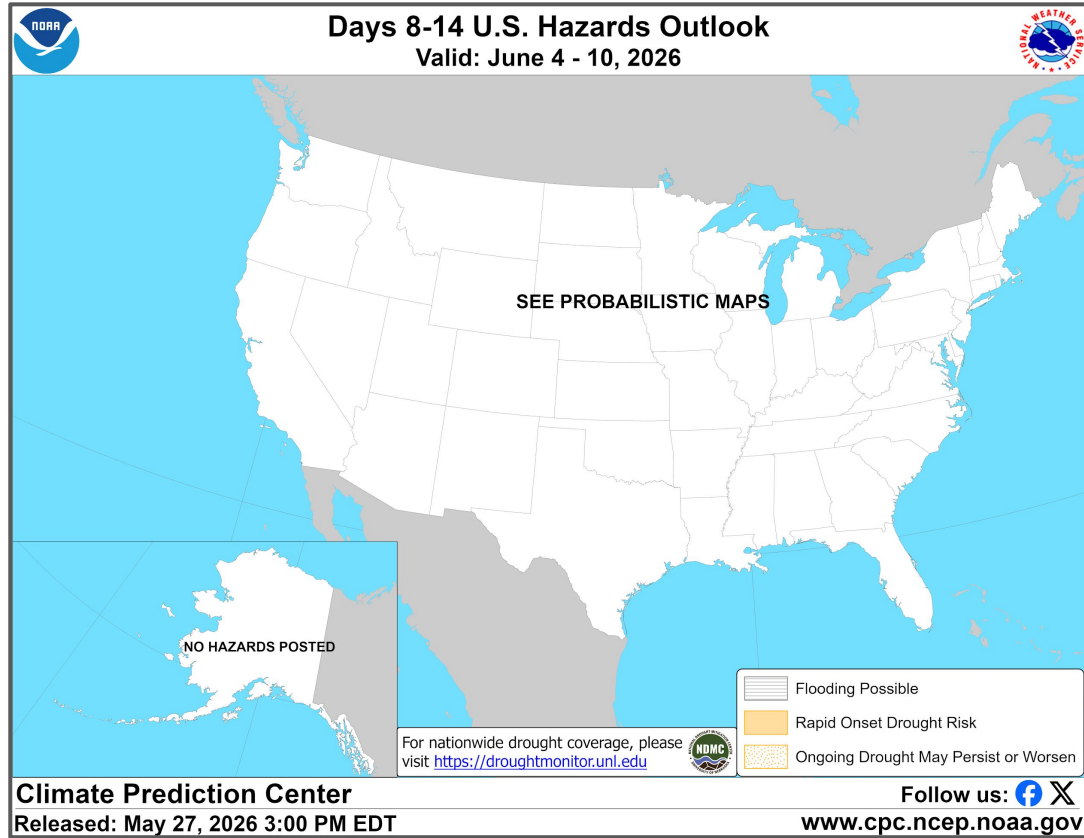 NOAA
Days 8-14 U.S. Hazards Outlook
Valid: June 4 - 10, 2026
NATIONAL WEATHER SERVICE
SEE PROBABILISTIC MAPS
NO HAZARDS POSTED
Flooding Possible
Rapid Onset Drought Risk
Ongoing Drought May Persist or Worsen
For nationwide drought coverage, please
visit https://droughtmonitor.unl.edu
NDMC
Climate Prediction Center
Follow us:
Released: May 27, 2026 3:00 PM EDT
www.cpc.ncep.noaa.gov